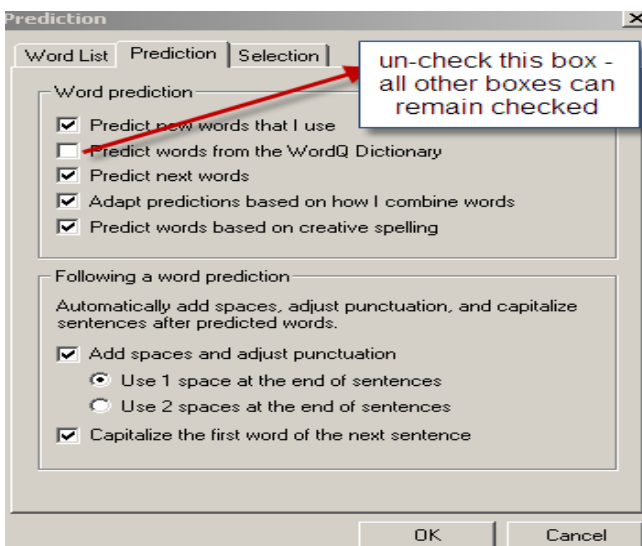 Prediction
Word List Prediction Selection
un-check this box -
all other boxes can
remain checked
Word prediction
Predict new words that I use
Predict words from the WordQ Dictionary
Predict next words
Adapt predictions based on how I combine words
Predict words based on creative spelling
Following a word prediction
Automatically add spaces, adjust punctuation, and capitalize
sentences after predicted words.
Add spaces and adjust punctuation
Use 1 space at the end of sentences
Use 2 spaces at the end of sentences
Capitalize the first word of the next sentence
OK Cancel